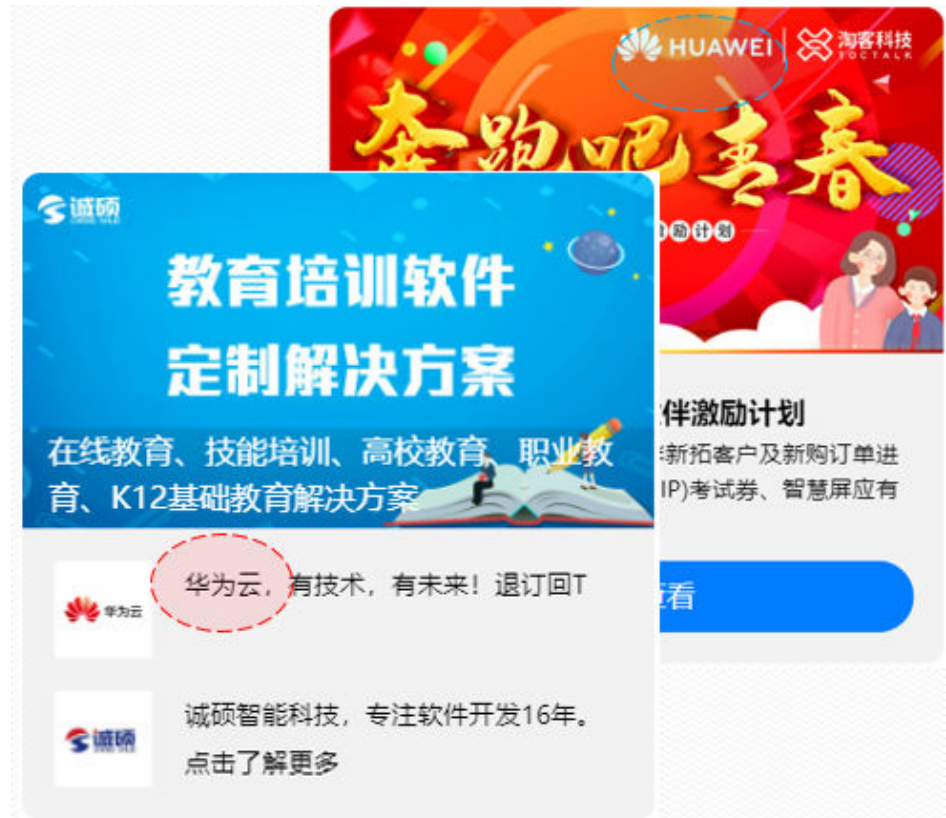 HUAWEI
淘客科技
TOCTALK
奔跑吧青春
励计划
诚硕
教育培训软件
定制解决方案
在线教育、技能培训、高校教育、职业教
育、K12基础教育解决方案
伴激励计划
新拓客户及新购订单进
IP)考试券、智慧屏应有
看
华为云
华为云，有技术，有未来！退订回T
诚硕
诚硕智能科技，专注软件开发16年。
点击了解更多